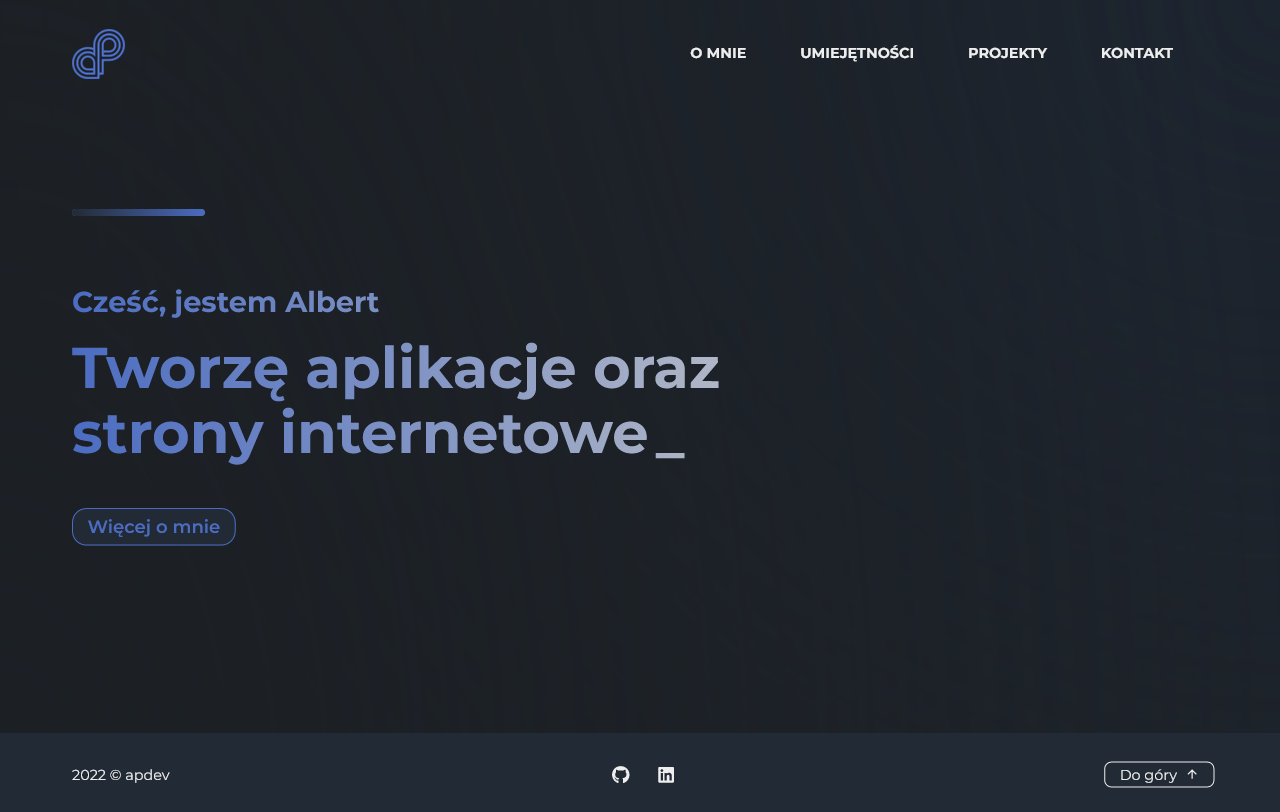 O MNIE
UMIEJĘTNOŚCI
PROJEKTY
KONTAKT
Cześć, jestem Albert
Tworzę aplikacje oraz
strony internetowe_
Więcej o mnie
2022 © apdev
Do góry ↑